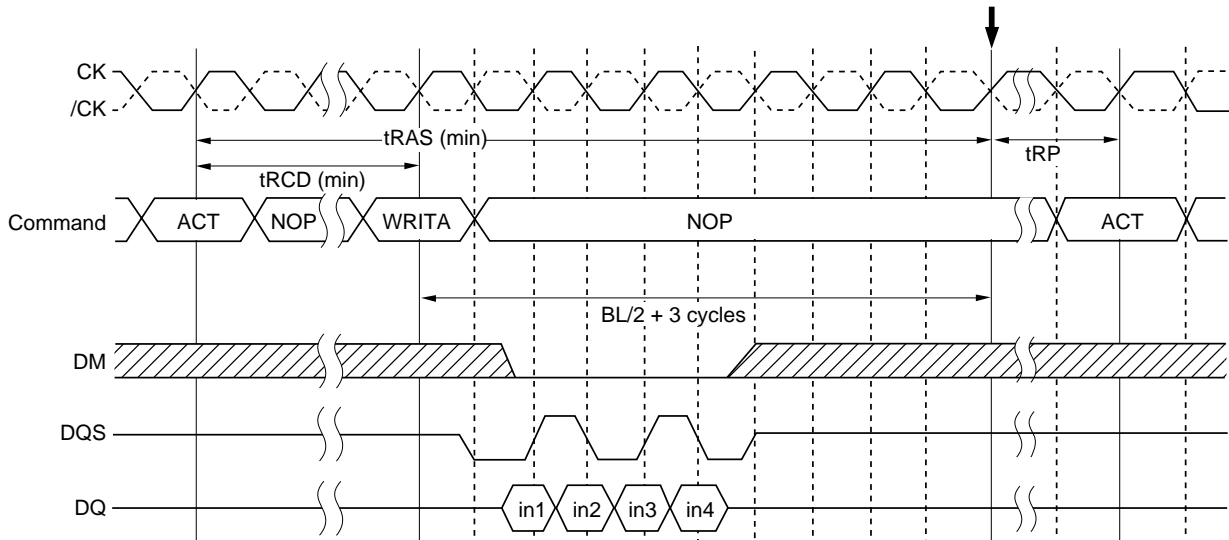 CK
/CK
tRAS (min)
tRP
tRCD (min)
Command ACT NOP WRITA NOP ACT
BL/2 + 3 cycles
DM
DQS
DQ in1 in2 in3 in4